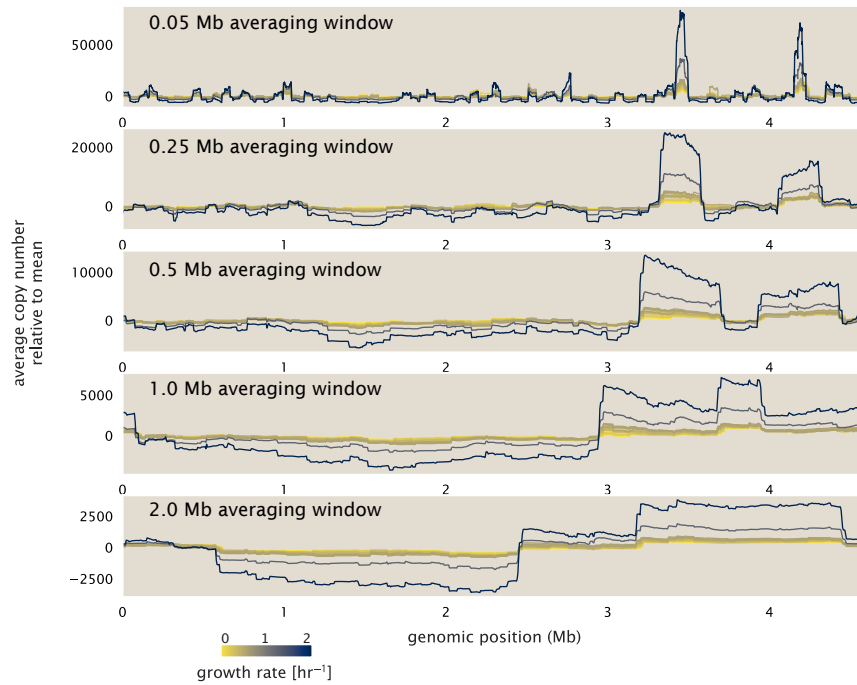 0.05 Mb averaging window
50000
0
0 1 2 3 4
0.25 Mb averaging window
20000
0
0 1 2 3 4
0.5 Mb averaging window
10000
0
average copy number
relative to mean
0 1 2 3 4
1.0 Mb averaging window
5000
0
0 1 2 3 4
2.0 Mb averaging window
2500
0
−2500
0 1 2 3 4
genomic position (Mb)
0 1 2
growth rate [hr⁻¹]